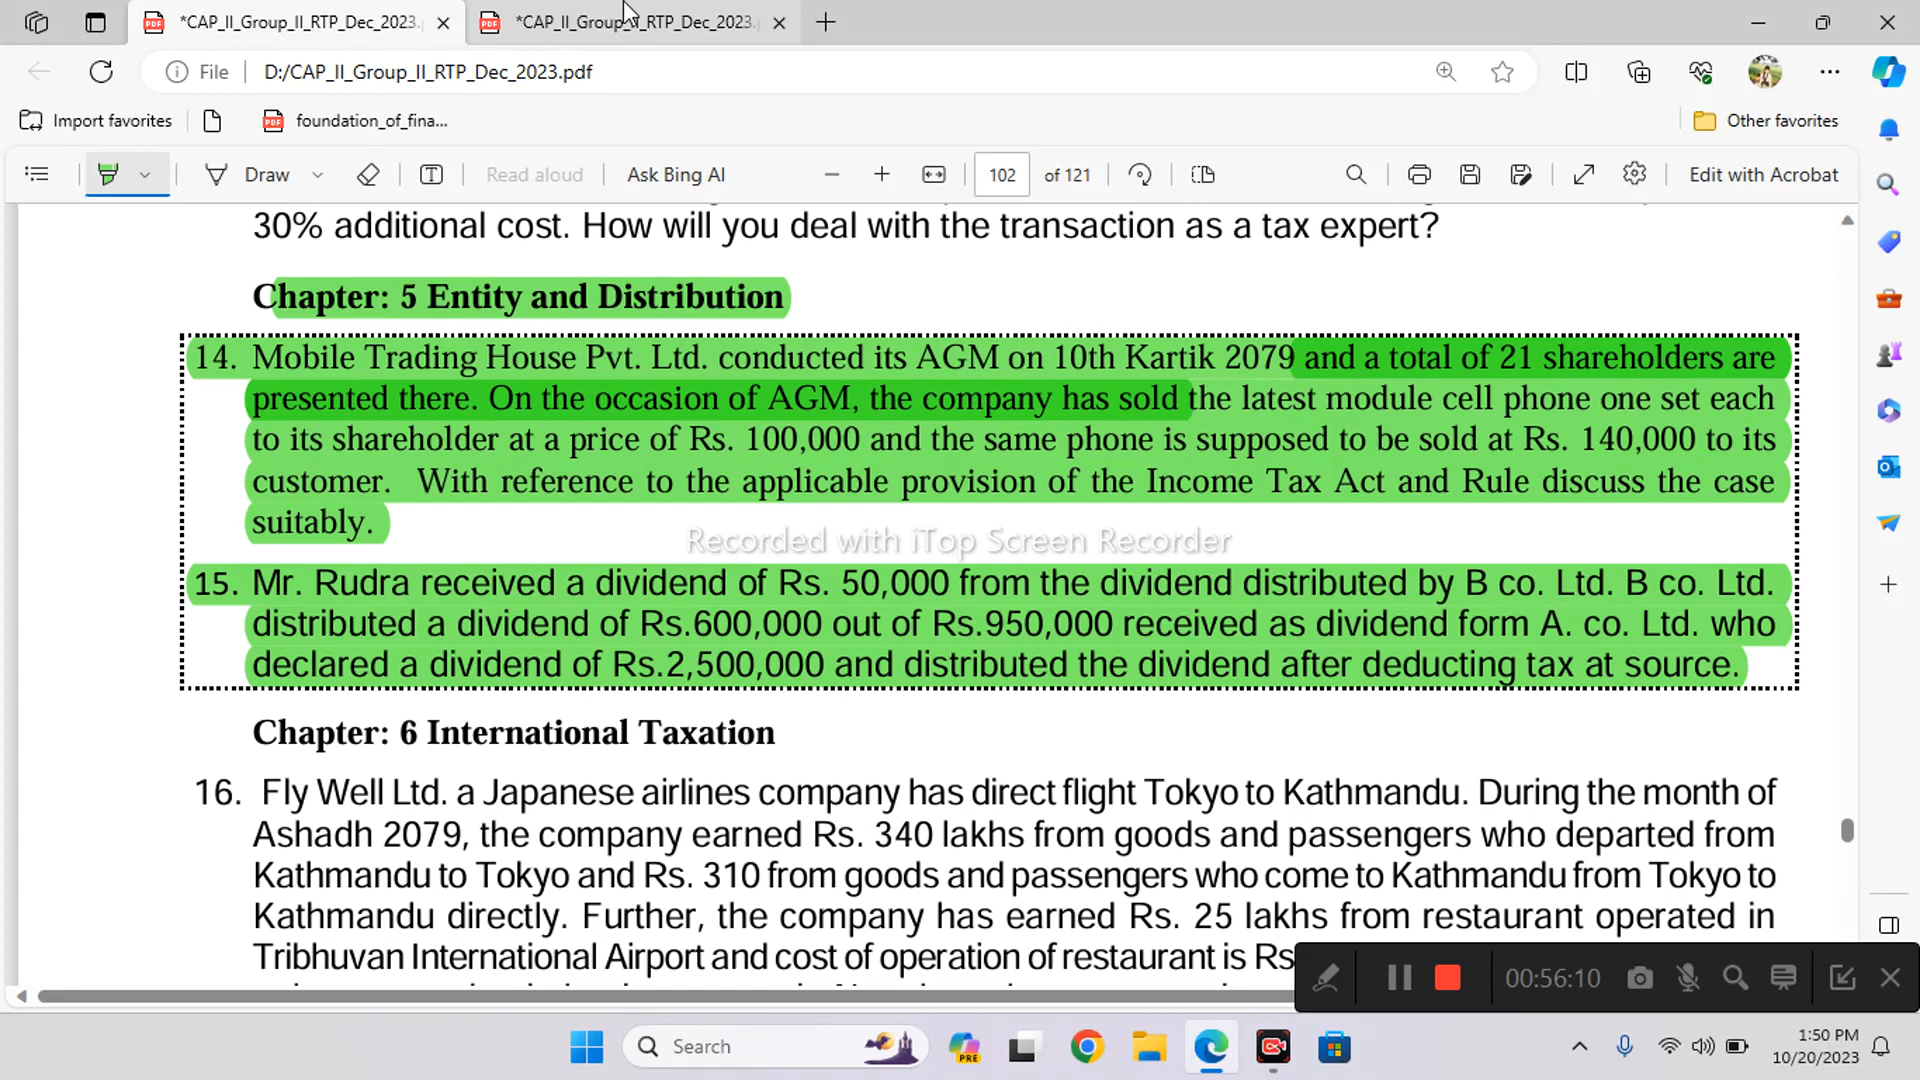 *CAP_II_Group_II_RTP_Dec_2023.
*CAP_II_Group_II_RTP_Dec_2023.
File
D:/CAP_II_Group_II_RTP_Dec_2023.pdf
Import favorites
foundation_of_fina...
Other favorites
Draw
Read aloud
Ask Bing AI
102
of 121
Edit with Acrobat
30% additional cost. How will you deal with the transaction as a tax expert?
Chapter: 5 Entity and Distribution
14. Mobile Trading House Pvt. Ltd. conducted its AGM on 10th Kartik 2079 and a total of 21 shareholders are
presented there. On the occasion of AGM, the company has sold the latest module cell phone one set each
to its shareholder at a price of Rs. 100,000 and the same phone is supposed to be sold at Rs. 140,000 to its
customer. With reference to the applicable provision of the Income Tax Act and Rule discuss the case
suitably.
Recorded with iTop Screen Recorder
15. Mr. Rudra received a dividend of Rs. 50,000 from the dividend distributed by B co. Ltd. B co. Ltd.
distributed a dividend of Rs.600,000 out of Rs.950,000 received as dividend form A. co. Ltd. who
declared a dividend of Rs.2,500,000 and distributed the dividend after deducting tax at source.
Chapter: 6 International Taxation
16. Fly Well Ltd. a Japanese airlines company has direct flight Tokyo to Kathmandu. During the month of
Ashadh 2079, the company earned Rs. 340 lakhs from goods and passengers who departed from
Kathmandu to Tokyo and Rs. 310 from goods and passengers who come to Kathmandu from Tokyo to
Kathmandu directly. Further, the company has earned Rs. 25 lakhs from restaurant operated in
Tribhuvan International Airport and cost of operation of restaurant is Rs
00:56:10
Search
PRE
1:50 PM
10/20/2023